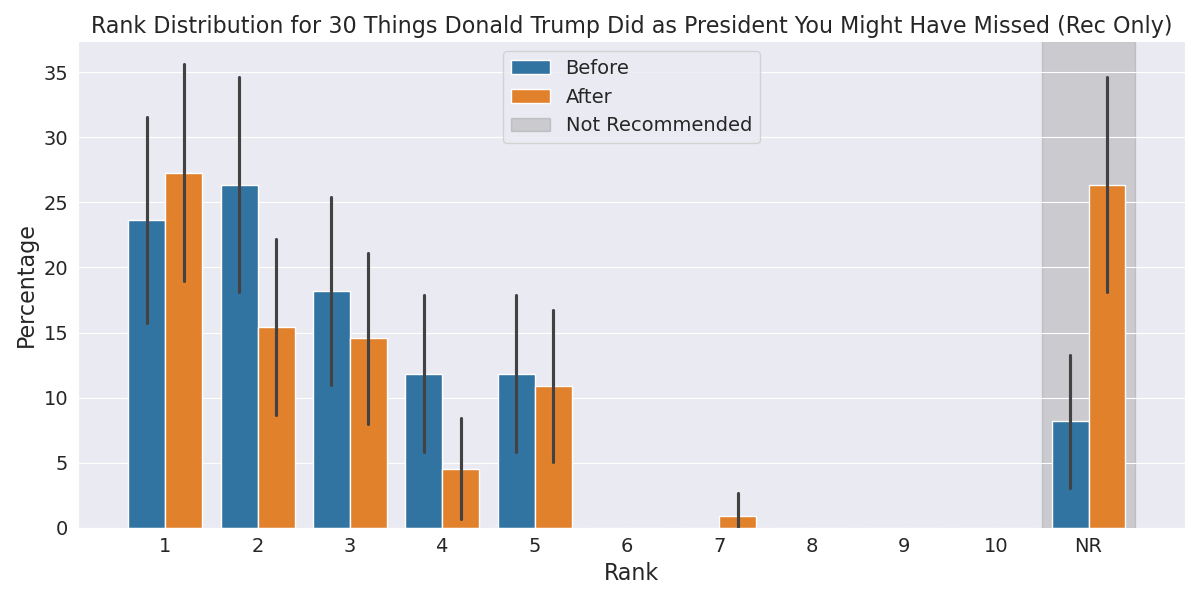 Rank Distribution for 30 Things Donald Trump Did as President You Might Have Missed (Rec Only)
Before
After
Not Recommended
Percentage
35
30
25
20
15
10
5
0
1 2 3 4 5 6 7 8 9 10 NR
Rank